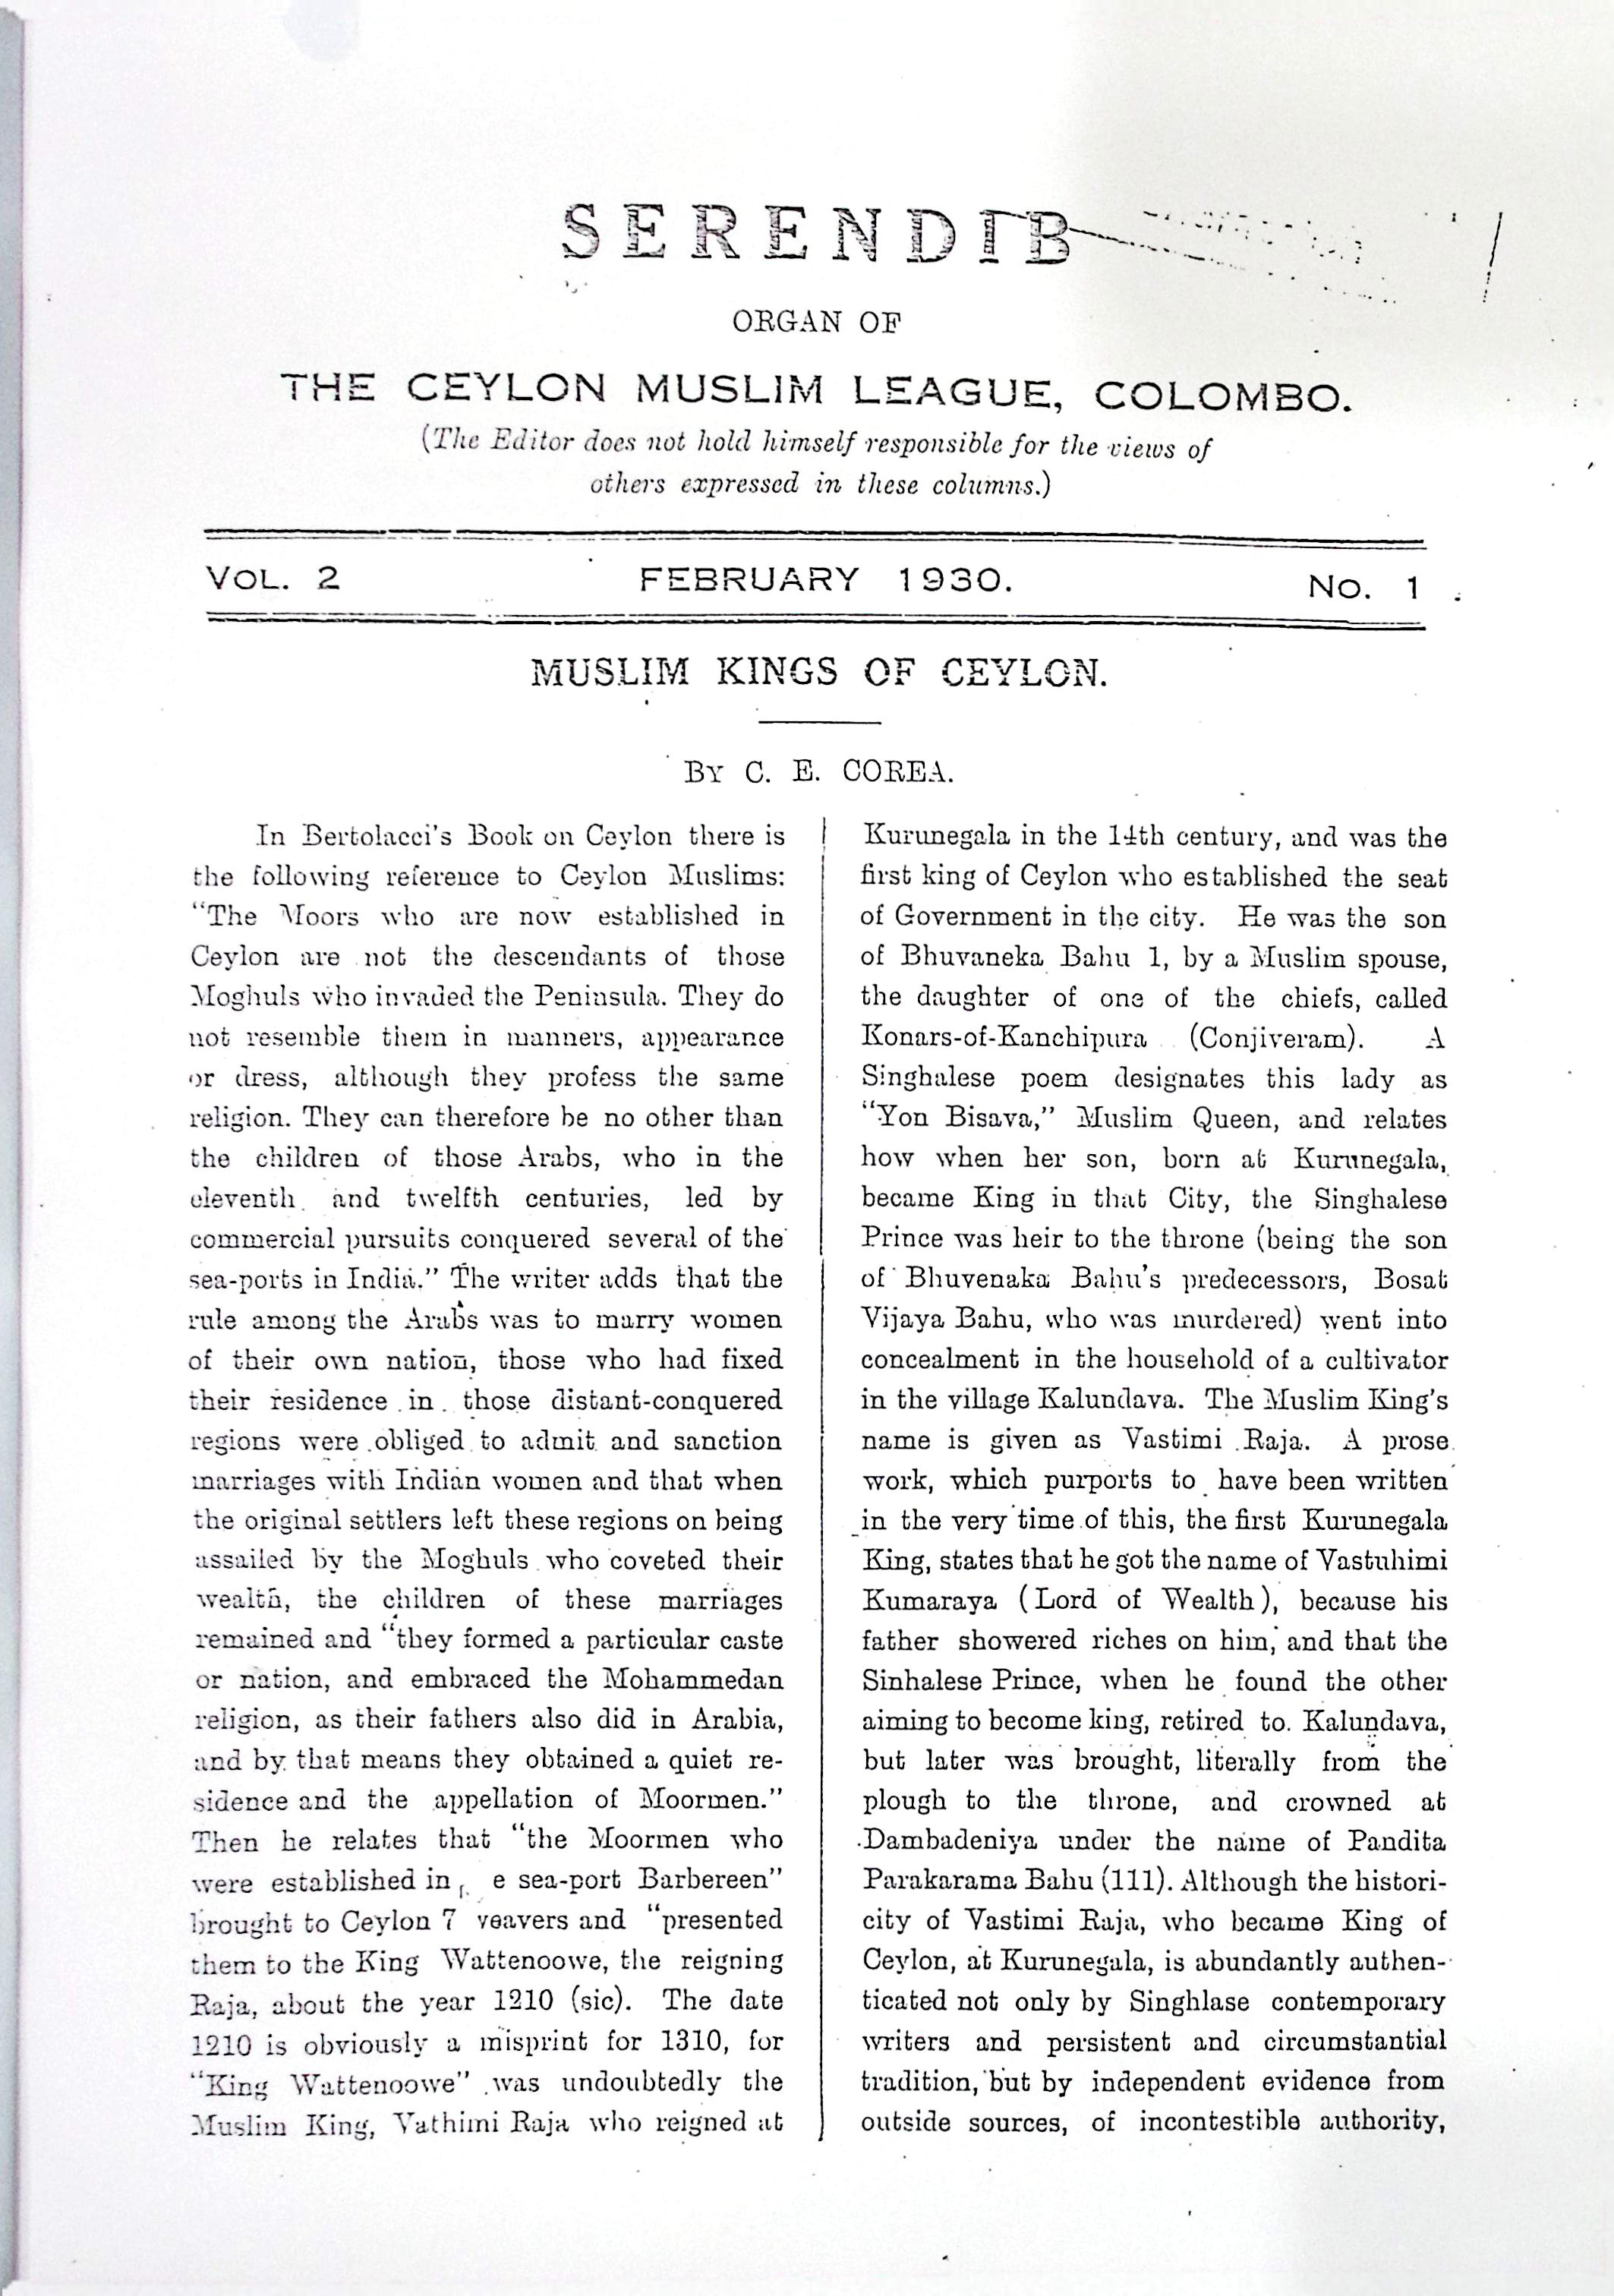 SERENDIB
ORGAN OF
THE CEYLON MUSLIM LEAGUE, COLOMBO.
(The Editor does not hold himself responsible for the views of
others expressed in these columns.)
VOL. 2 FEBRUARY 1930. No. 1
MUSLIM KINGS OF CEYLON.
BY C. E. COREA.
In Bertolacci's Book on Ceylon there is
the following reference to Ceylon Muslims:
"The Moors who are now established in
Ceylon are not the descendants of those
Moghuls who invaded the Peninsula. They do
not resemble them in manners, appearance
or dress, although they profess the same
religion. They can therefore be no other than
the children of those Arabs, who in the
eleventh and twelfth centuries, led by
commercial pursuits conquered several of the
sea-ports in India." The writer adds that the
rule among the Arabs was to marry women
of their own nation, those who had fixed
their residence in those distant-conquered
regions were obliged to admit and sanction
marriages with Indian women and that when
the original settlers left these regions on being
assailed by the Moghuls who coveted their
wealth, the children of these marriages
remained and "they formed a particular caste
or nation, and embraced the Mohammedan
religion, as their fathers also did in Arabia,
and by that means they obtained a quiet re-
sidence and the appellation of Moormen."
Then he relates that "the Moormen who
were established in e sea-port Barbereen"
brought to Ceylon 7 veavers and "presented
them to the King Wattenoowe, the reigning
Raja, about the year 1210 (sic). The date
1210 is obviously a misprint for 1310, for
"King Wattenoowe" was undoubtedly the
Muslim King, Vathimi Raja who reigned at
Kurunegala in the 14th century, and was the
first king of Ceylon who established the seat
of Government in the city. He was the son
of Bhuvaneka Bahu 1, by a Muslim spouse,
the daughter of one of the chiefs, called
Konars-of-Kanchipura (Conjiveram). A
Singhalese poem designates this lady as
"Yon Bisava," Muslim Queen, and relates
how when her son, born at Kurunegala,
became King in that City, the Singhalese
Prince was heir to the throne (being the son
of Bhuvenaka Bahu's predecessors, Bosat
Vijaya Bahu, who was murdered) went into
concealment in the household of a cultivator
in the village Kalundava. The Muslim King's
name is given as Vastimi Raja. A prose
work, which purports to have been written
in the very time of this, the first Kurunegala
King, states that he got the name of Vastuhimi
Kumaraya (Lord of Wealth), because his
father showered riches on him, and that the
Sinhalese Prince, when he found the other
aiming to become king, retired to. Kalundava,
but later was brought, literally from the
plough to the throne, and crowned at
Dambadeniya under the name of Pandita
Parakarama Bahu (111). Although the histori-
city of Vastimi Raja, who became King of
Ceylon, at Kurunegala, is abundantly authen-
ticated not only by Singhlase contemporary
writers and persistent and circumstantial
tradition, but by independent evidence from
outside sources, of incontestible authority,